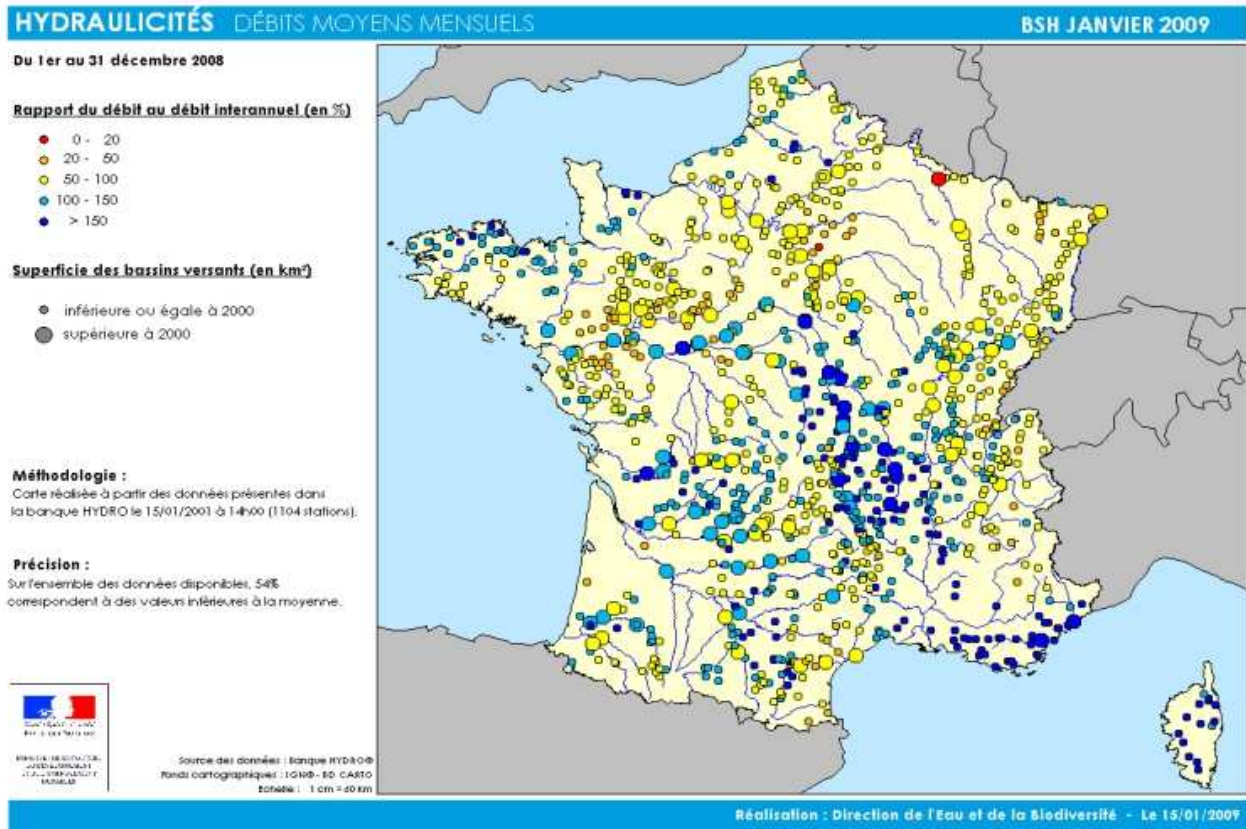 HYDRAULICITÉS DÉBITS MOYENS MENSUELS
BSH JANVIER 2009
Du 1er au 31 décembre 2008
Rapport du débit au débit interannuel (en %)
0 - 20
20 - 50
50 - 100
100 - 150
> 150
Superficie des bassins versants (en km²)
inférieure ou égale à 2000
supérieure à 2000
Méthodologie :
Carte réalisée à partir des données présentes dans
la banque HYDRO le 15/01/2001 à 14h00 (1104 stations).
Précision :
Sur l'ensemble des données disponibles, 54%
correspondent à des valeurs inférieures à la moyenne.
Source des données : Banque HYDRO®
Fonds cartographiques : IGN® - BD CARTO
Echelle : 1 cm = 60 km
Réalisation : Direction de l'Eau et de la Biodiversité - Le 15/01/2009